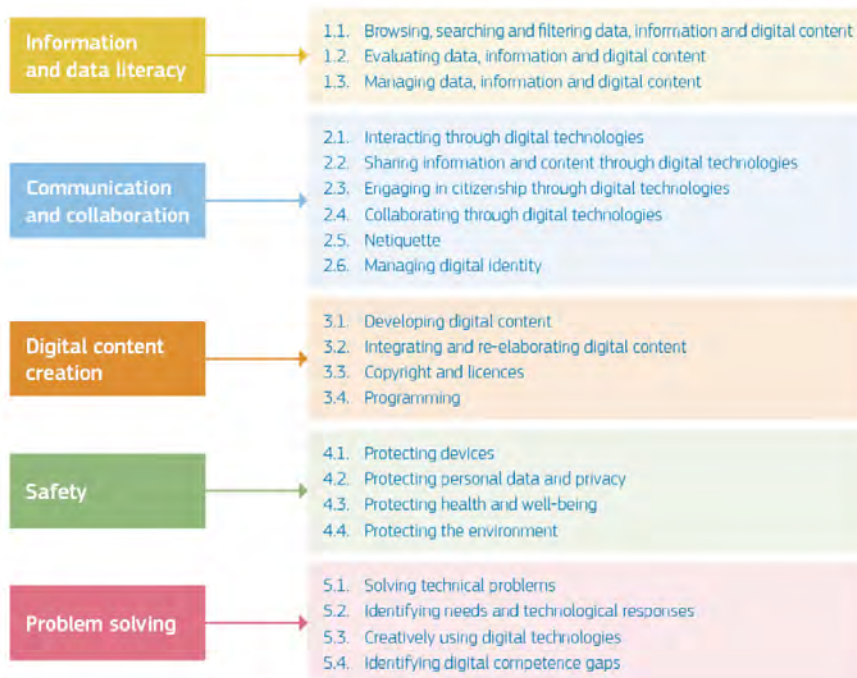 Information
and data literacy
1.1. Browsing, searching and filtering data, information and digital content
1.2. Evaluating data, information and digital content
1.3. Managing data, information and digital content
Communication
and collaboration
2.1. Interacting through digital technologies
2.2. Sharing information and content through digital technologies
2.3. Engaging in citizenship through digital technologies
2.4. Collaborating through digital technologies
2.5. Netiquette
2.6. Managing digital identity
Digital content
creation
3.1. Developing digital content
3.2. Integrating and re-elaborating digital content
3.3. Copyright and licences
3.4. Programming
Safety
4.1. Protecting devices
4.2. Protecting personal data and privacy
4.3. Protecting health and well-being
4.4. Protecting the environment
Problem solving
5.1. Solving technical problems
5.2. Identifying needs and technological responses
5.3. Creatively using digital technologies
5.4. Identifying digital competence gaps